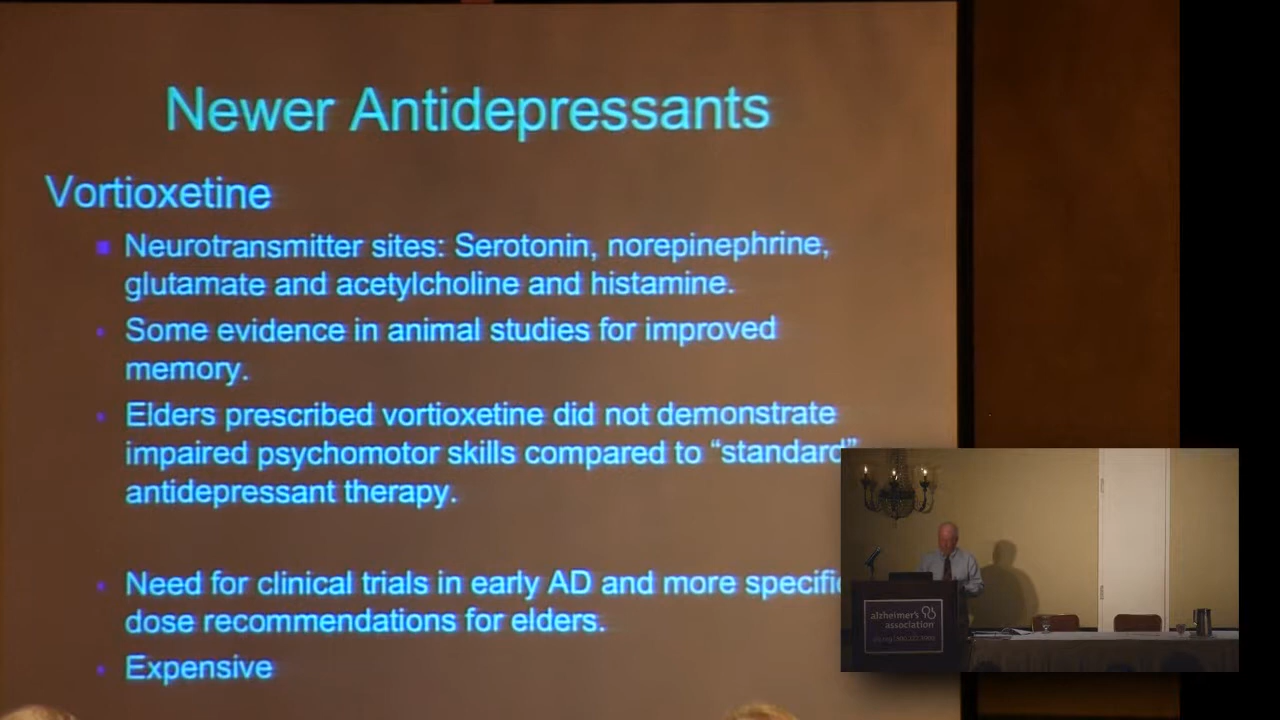 Newer Antidepressants
Vortioxetine
Neurotransmitter sites: Serotonin, norepinephrine,
glutamate and acetylcholine and histamine.
Some evidence in animal studies for improved
memory.
Elders prescribed vortioxetine did not demonstrate
impaired psychomotor skills compared to “standard”
antidepressant therapy.
Need for clinical trials in early AD and more specific
dose recommendations for elders.
Expensive
alzheimer's
association